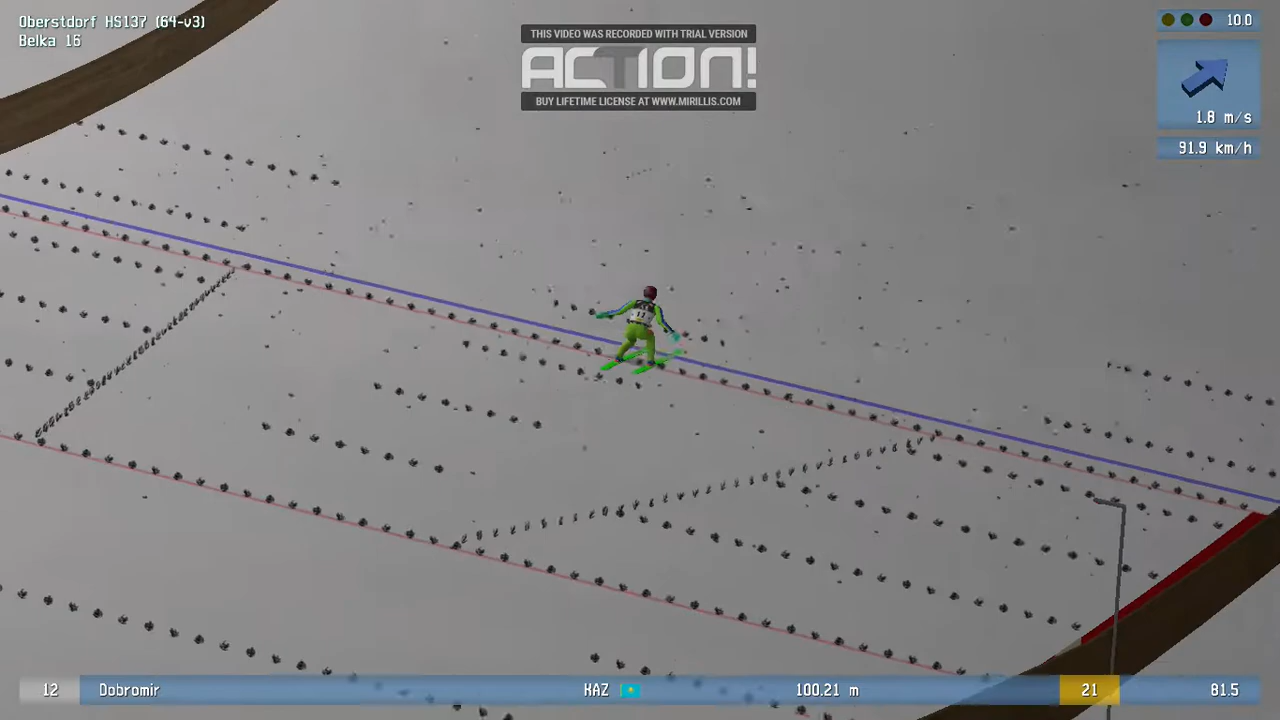 Oberstdorf HS137 (64-v3)
Belka 16
THIS VIDEO WAS RECORDED WITH TRIAL VERSION
ACTION!
BUY LIFETIME LICENSE AT WWW.MIRILLIS.COM
10.0
1.8 m/s
91.9 km/h
11
12 Dobromir KAZ 100.21 m 21 81.5